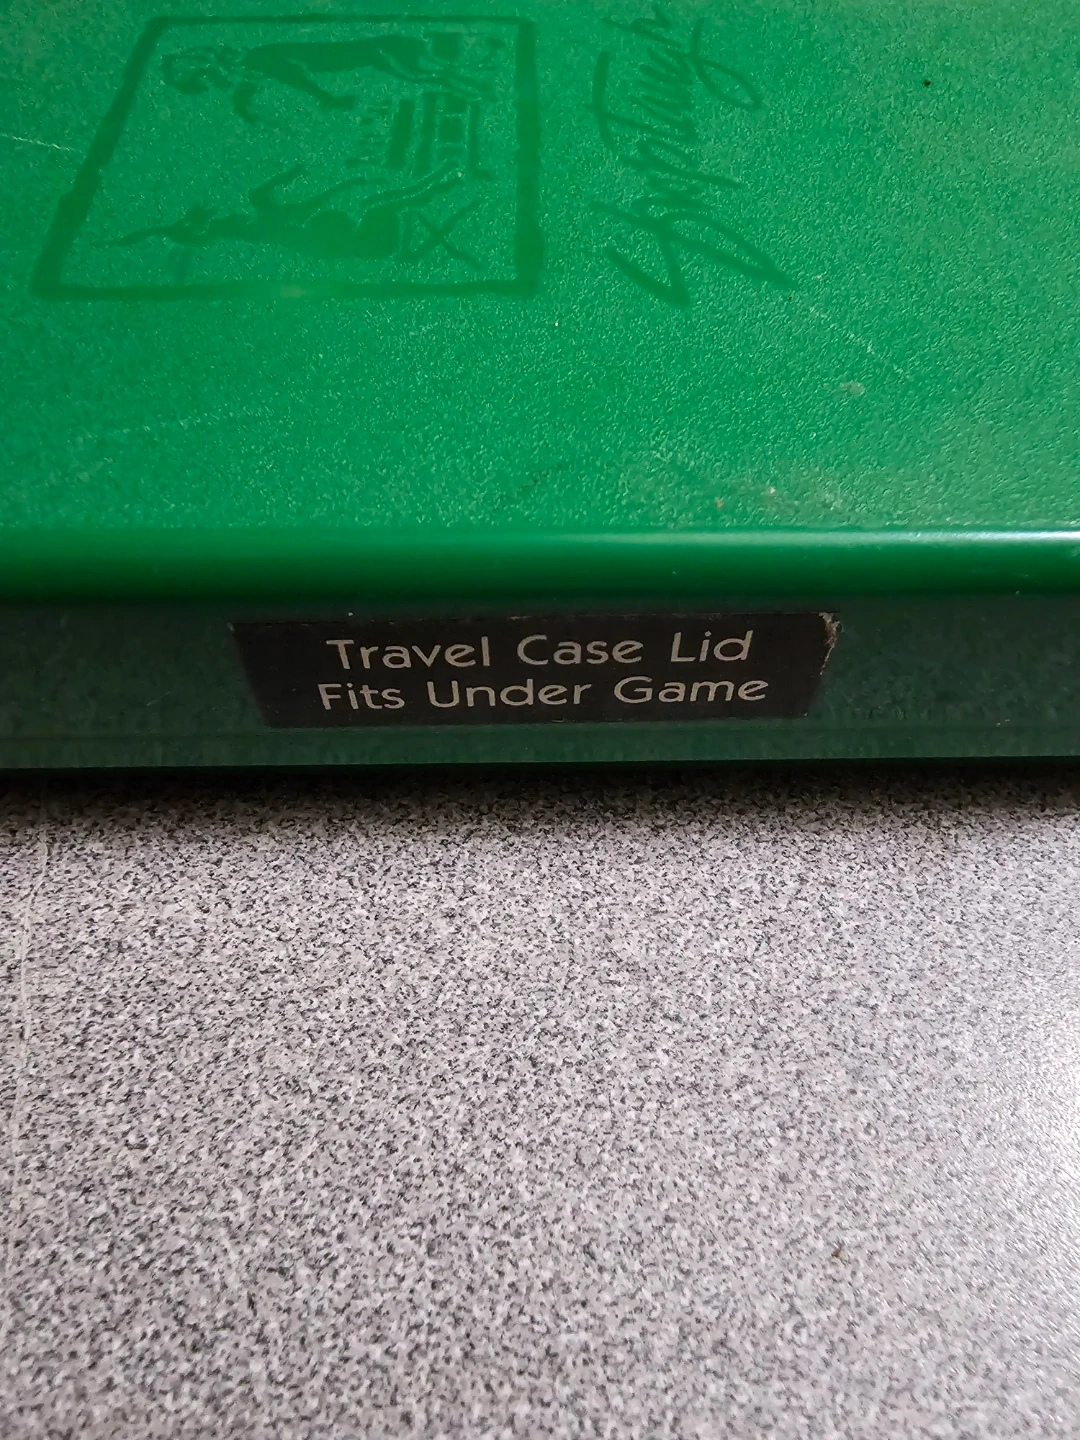 Travel Case Lid
Fits Under Game